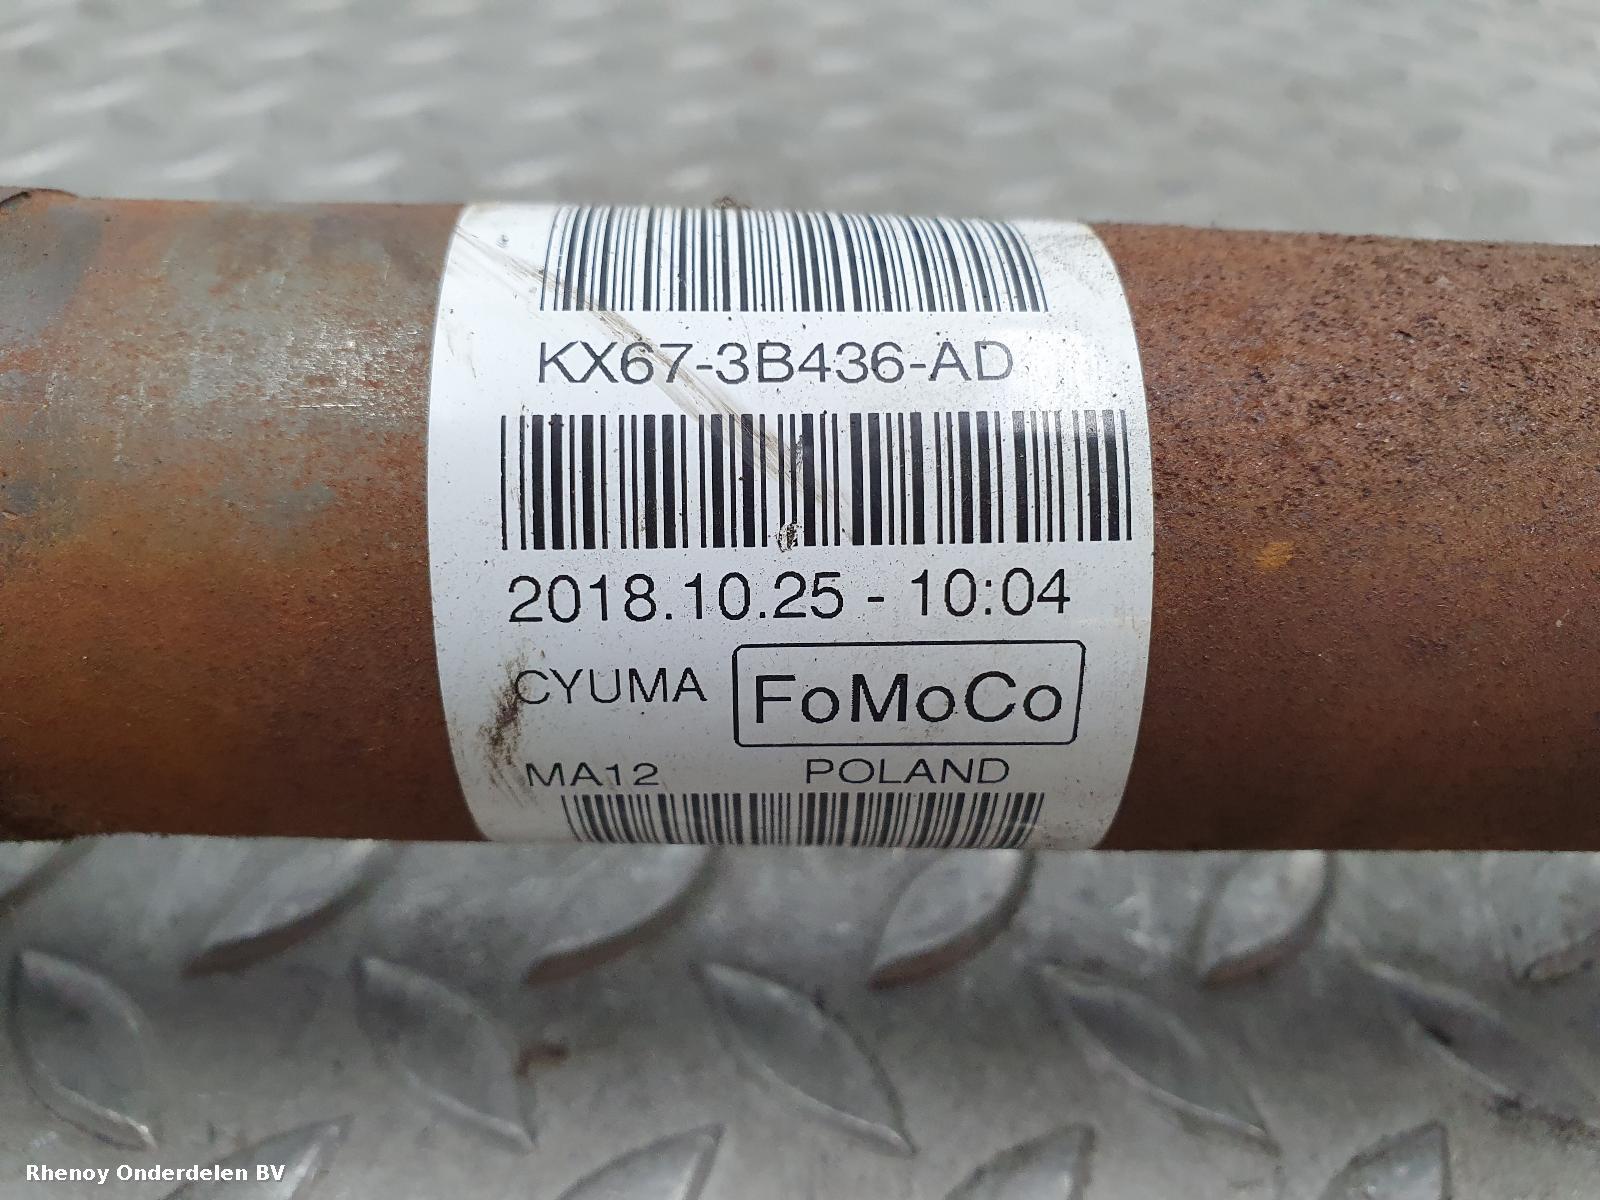 KX67-3B436-AD
2018.10.25 - 10:04
CYUMA
FoMoCo
MA12 POLAND
Rhenoy Onderdelen BV